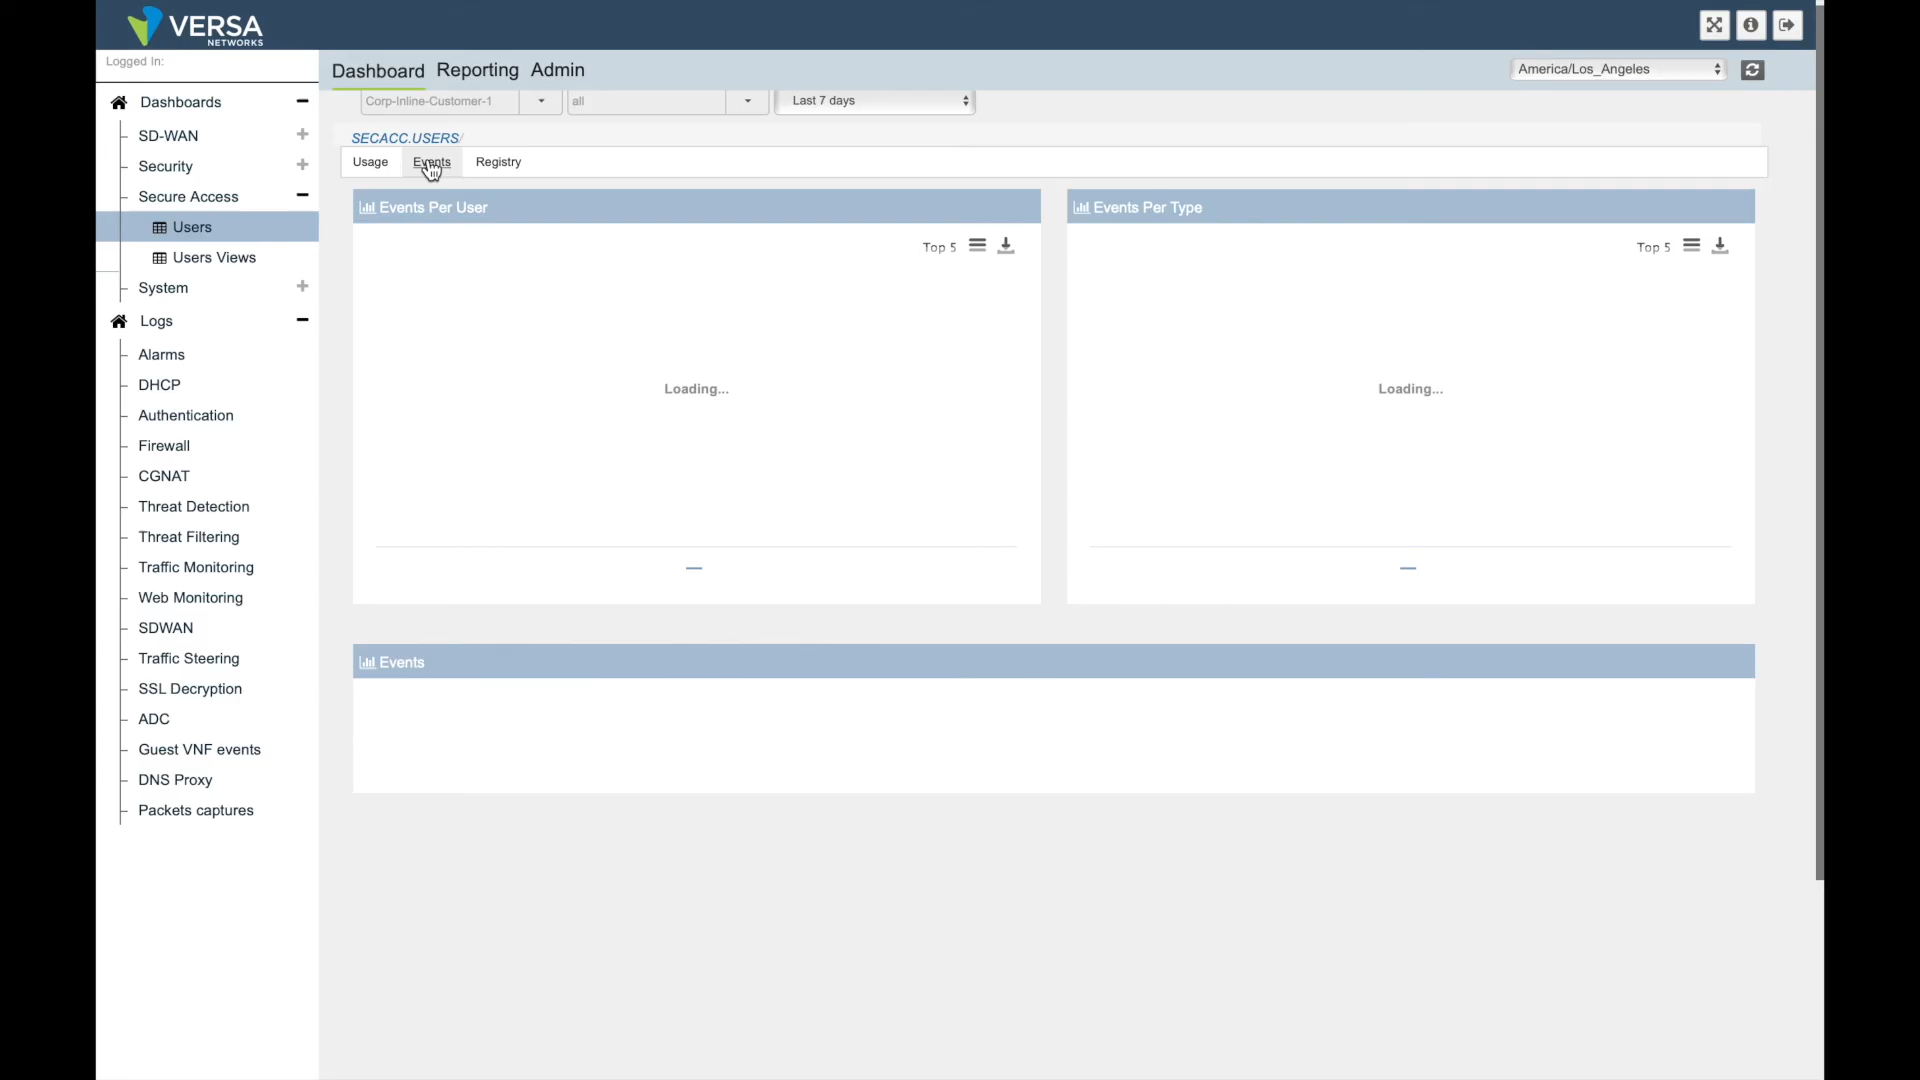 VERSA
NETWORKS
Logged In:
Dashboard Reporting Admin
America/Los_Angeles
Corp-Inline-Customer-1
all
Last 7 days
SECACC.USERS/
Usage Events Registry
Dashboards
SD-WAN
Security
Secure Access
Users
Users Views
System
Logs
Alarms
DHCP
Authentication
Firewall
CGNAT
Threat Detection
Threat Filtering
Traffic Monitoring
Web Monitoring
SDWAN
Traffic Steering
SSL Decryption
ADC
Guest VNF events
DNS Proxy
Packets captures
Events Per User
Top 5
Loading...
Events Per Type
Top 5
Loading...
Events